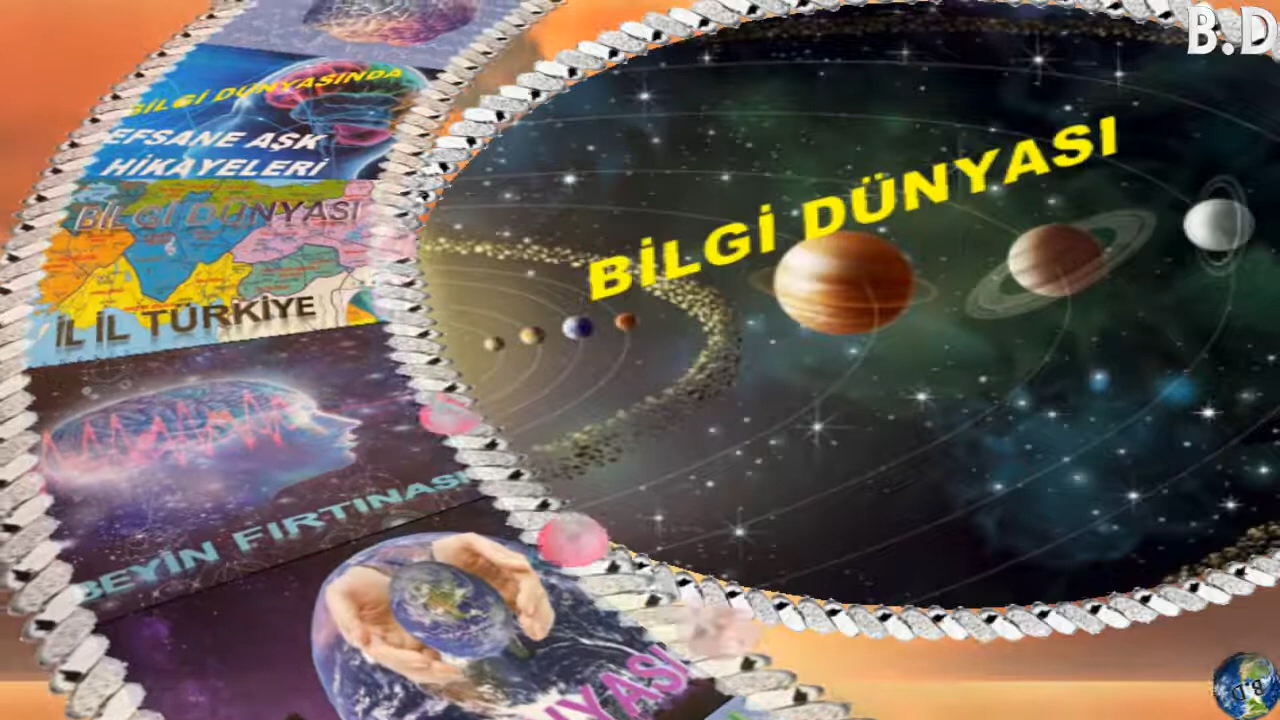 B.D
BİLGİ DÜNYASINDA
EFSANE AŞK
HİKAYELERİ
BİLGİ DÜNYASI
BİLGİ DÜNYASI
İL İL TÜRKİYE
BEYİN FIRTINASI
B.D